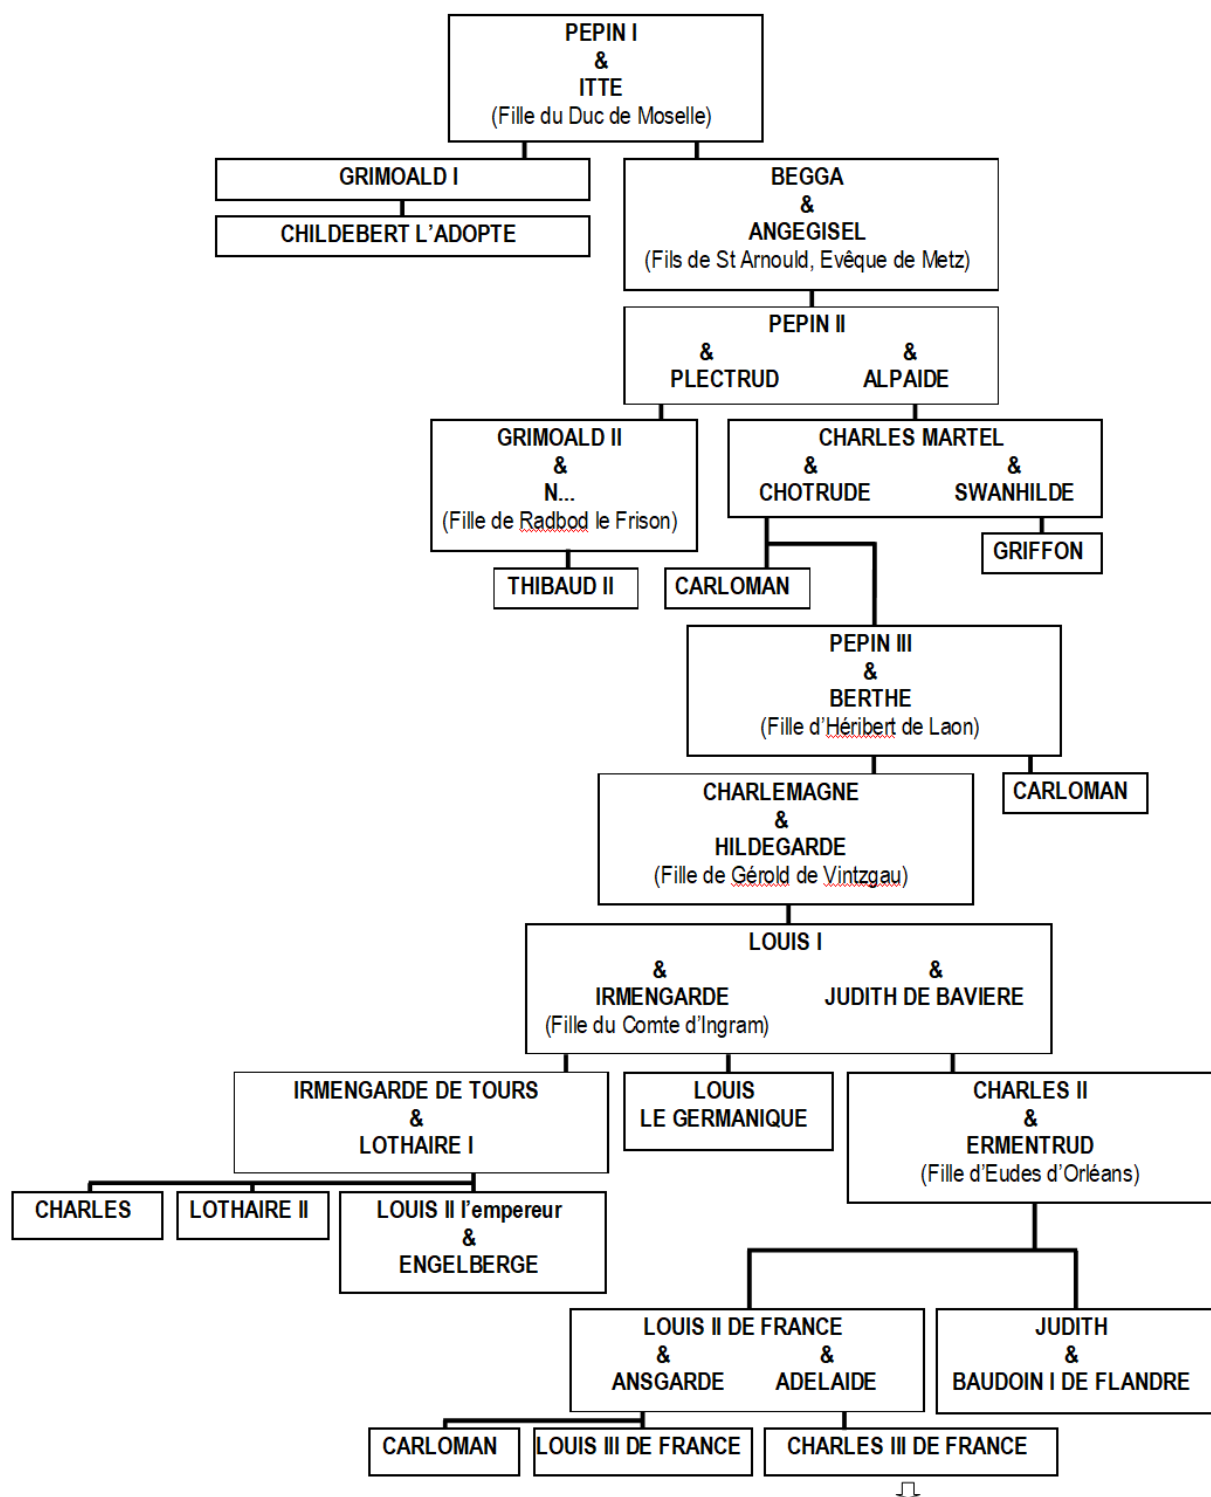 PEPIN I
&
ITTE
(Fille du Duc de Moselle)
GRIMOALD I
CHILDEBERT L'ADOPTE
BEGGA
&
ANGEGISEL
(Fils de St Arnould, Evêque de Metz)
PEPIN II
& &
PLECTRUD ALPAIDE
GRIMOALD II
&
N...
(Fille de Radbod le Frison)
CHARLES MARTEL
& &
CHOTRUDE SWANHILDE
GRIFFON
THIBAUD II
CARLOMAN
PEPIN III
&
BERTHE
(Fille d'Héribert de Laon)
CARLOMAN
CHARLEMAGNE
&
HILDEGARDE
(Fille de Gérold de Vintzgau)
LOUIS I
& &
IRMENGARDE JUDITH DE BAVIERE
(Fille du Comte d'Ingram)
IRMENGARDE DE TOURS
&
LOTHAIRE I
LOUIS
LE GERMANIQUE
CHARLES II
&
ERMENTRUD
(Fille d'Eudes d'Orléans)
CHARLES
LOTHAIRE II
LOUIS II l'empereur
&
ENGELBERGE
LOUIS II DE FRANCE
& &
ANSGARDE ADELAIDE
JUDITH
&
BAUDOIN I DE FLANDRE
CARLOMAN
LOUIS III DE FRANCE
CHARLES III DE FRANCE